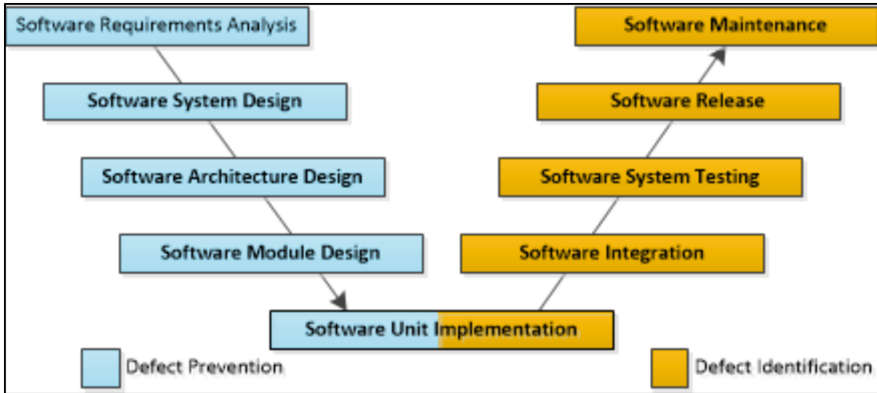 Software Requirements Analysis
Software Maintenance
Software System Design
Software Release
Software Architecture Design
Software System Testing
Software Module Design
Software Integration
Software Unit Implementation
Defect Prevention
Defect Identification